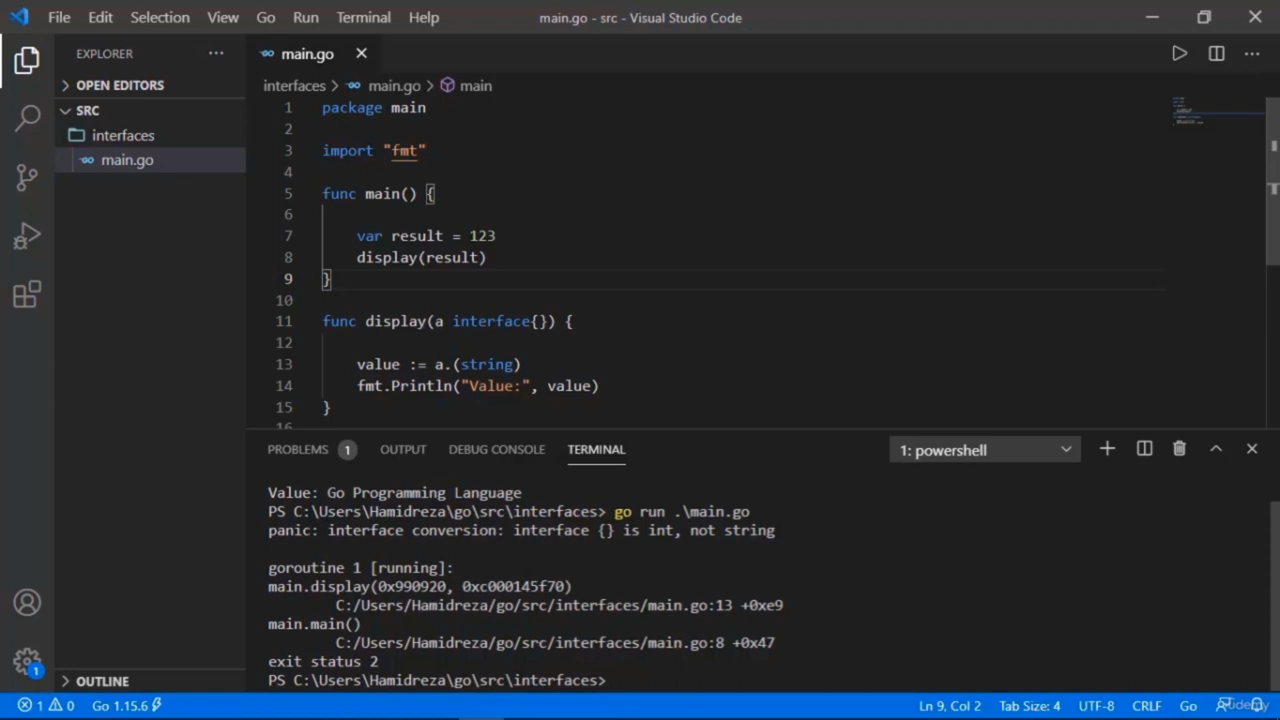 File Edit Selection View Go Run Terminal Help
main.go - src - Visual Studio Code
EXPLORER
OPEN EDITORS
SRC
interfaces
main.go
main.go
interfaces > main.go > main
1 package main
2
3 import "fmt"
4
5 func main() {
6
7 var result = 123
8 display(result)
9 }
10
11 func display(a interface{}) {
12
13 value := a.(string)
14 fmt.Println("Value:", value)
15 }
16
PROBLEMS 1 OUTPUT DEBUG CONSOLE TERMINAL
1: powershell
Value: Go Programming Language
PS C:\Users\Hamidreza\go\src\interfaces> go run .\main.go
panic: interface conversion: interface {} is int, not string
goroutine 1 [running]:
main.display(0x990920, 0xc000145f70)
C:/Users/Hamidreza/go/src/interfaces/main.go:13 +0xe9
main.main()
C:/Users/Hamidreza/go/src/interfaces/main.go:8 +0x47
exit status 2
PS C:\Users\Hamidreza\go\src\interfaces>
OUTLINE
1
1 0 Go 1.15.6
Ln 9, Col 2 Tab Size: 4 UTF-8 CRLF Go
Udemy